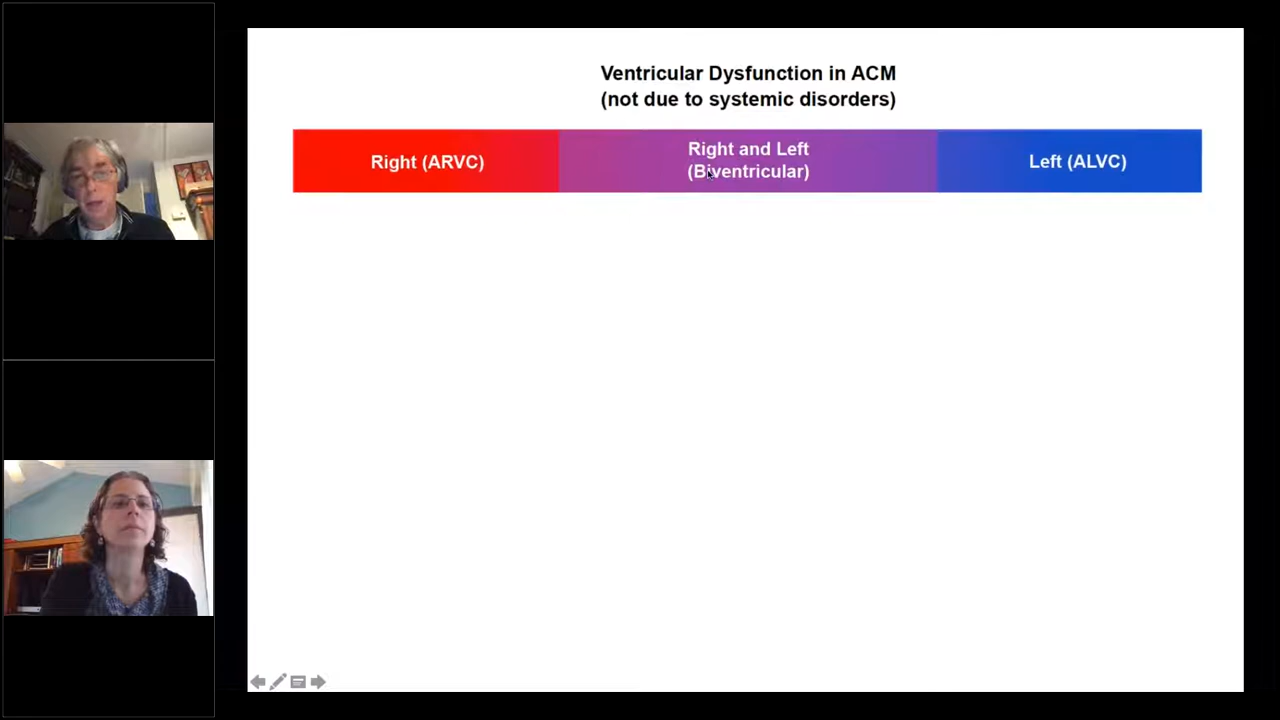 Ventricular Dysfunction in ACM
(not due to systemic disorders)
Right (ARVC)
Right and Left
(Biventricular)
Left (ALVC)